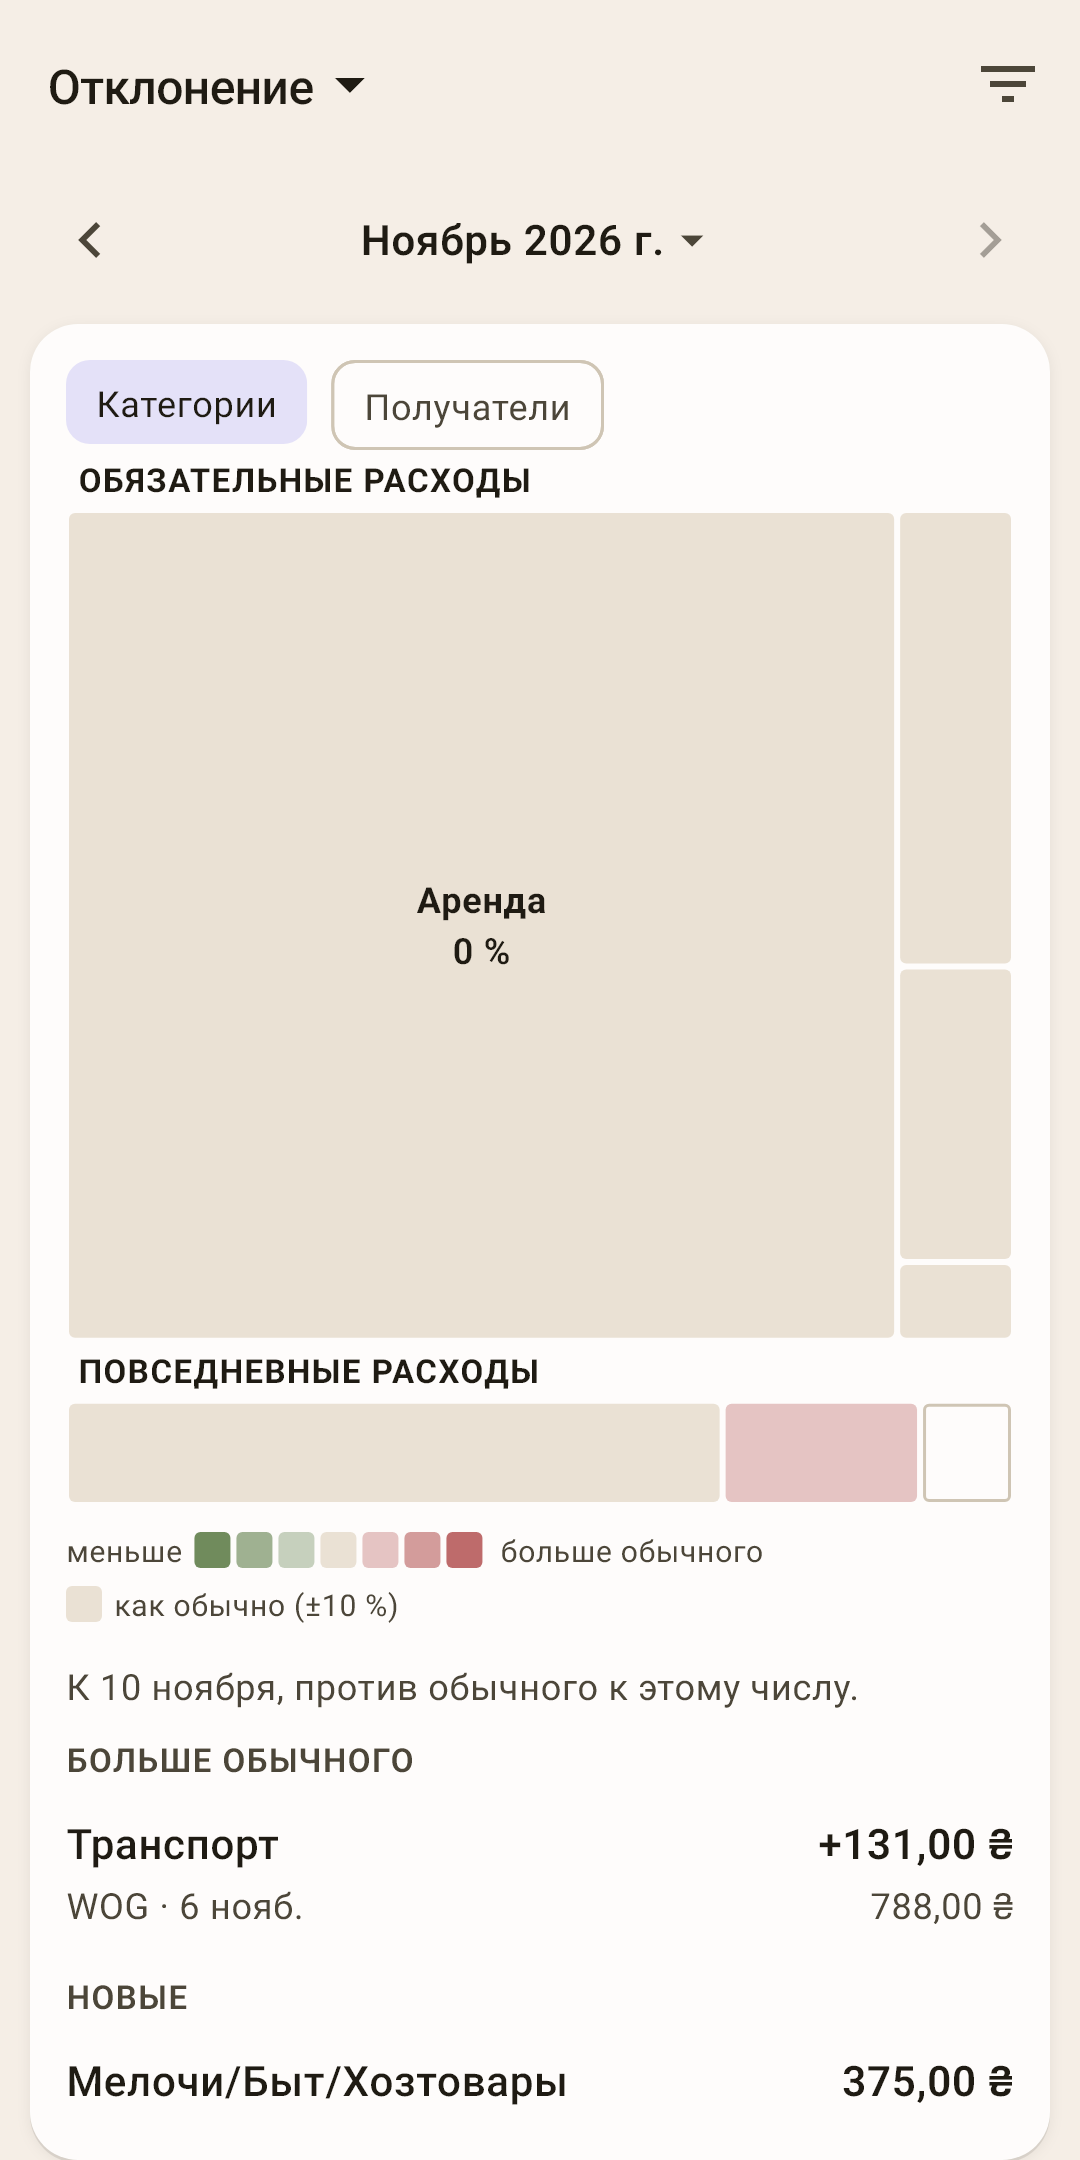 Отклонение
Ноябрь 2026 г.
Категории
Получатели
ОБЯЗАТЕЛЬНЫЕ РАСХОДЫ
Аренда
0 %
ПОВСЕДНЕВНЫЕ РАСХОДЫ
меньше больше обычного
как обычно (±10 %)
К 10 ноября, против обычного к этому числу.
БОЛЬШЕ ОБЫЧНОГО
Транспорт +131,00 ₴
WOG · 6 нояб. 788,00 ₴
НОВЫЕ
Мелочи/Быт/Хозтовары 375,00 ₴